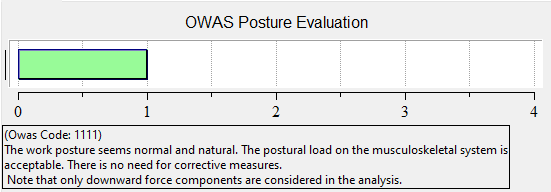 OWAS Posture Evaluation
0 1 2 3 4
(Owas Code: 1111)
The work posture seems normal and natural. The postural load on the musculoskeletal system is
acceptable. There is no need for corrective measures.
Note that only downward force components are considered in the analysis.